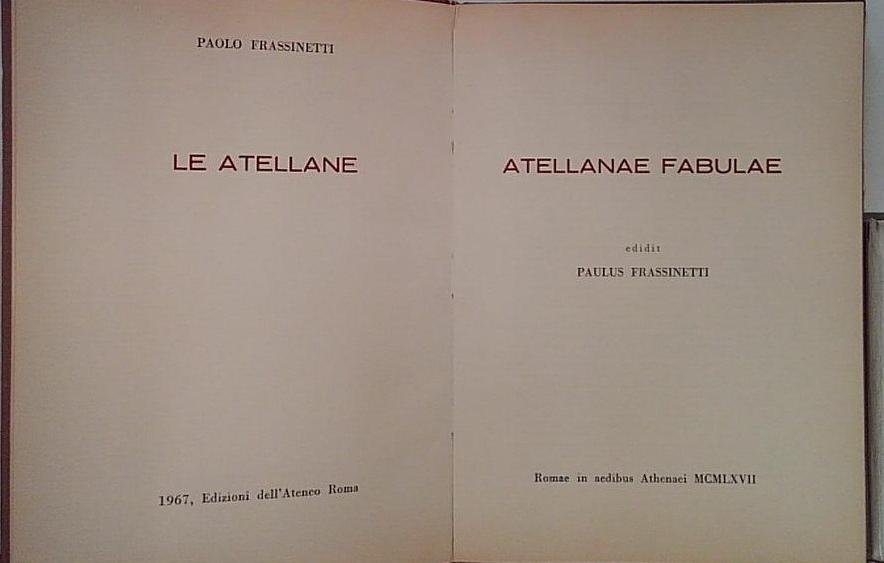 PAOLO FRASSINETTI
LE ATELLANE
1967, Edizioni dell'Ateneo Roma
ATELLANAE FABULAE
edidit
PAULUS FRASSINETTI
Romae in aedibus Athenaei MCMLXVII